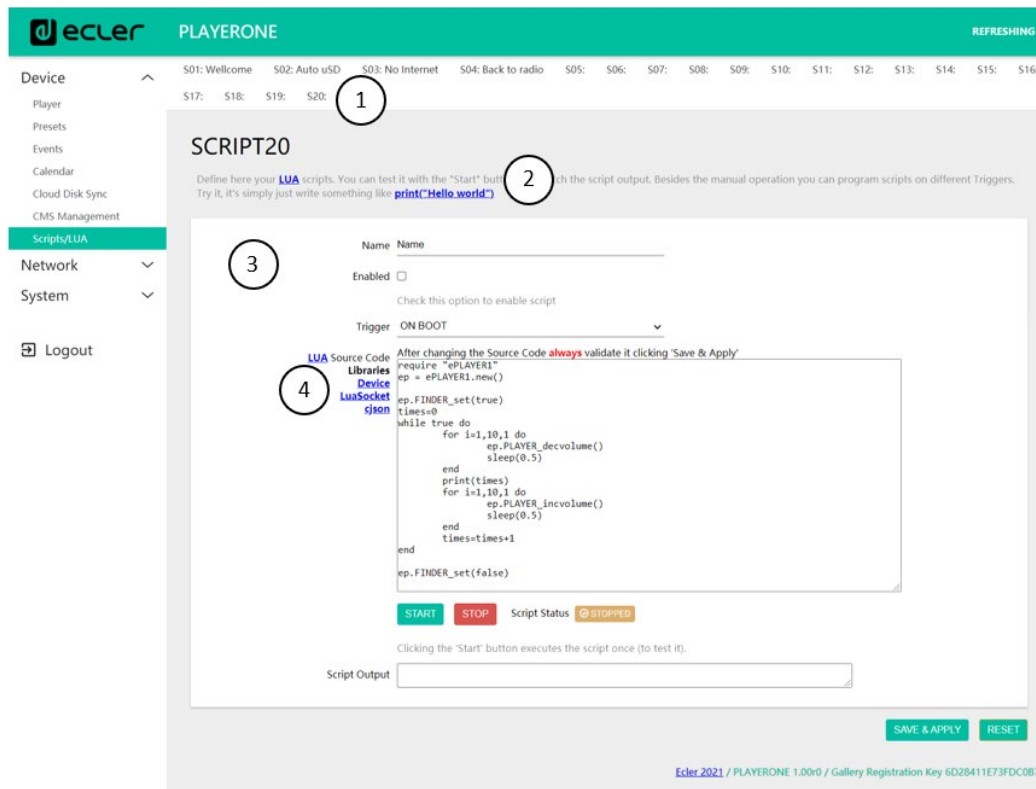 ecler
PLAYERONE
REFRESHING
Device
Player
Presets
Events
Calendar
Cloud Disk Sync
CMS Management
Scripts/LUA
Network
System
Logout
S01: Wellcome S02: Auto uSD S03: No Internet S04: Back to radio S05: S06: S07: S08: S09: S10: S11: S12: S13: S14: S15: S16
S17: S18: S19: S20:
1
SCRIPT20
Define here your LUA scripts. You can test it with the "Start" butt ch the script output. Besides the manual operation you can program scripts on different Triggers.
Try it, it's simply just write something like print("Hello world")
2
3
Name Name
Enabled
Check this option to enable script
Trigger ON BOOT
LUA Source Code
Libraries
Device
LuaSocket
cjson
4
After changing the Source Code always validate it clicking 'Save & Apply'
require "ePLAYER1"
ep = ePLAYER1.new()
ep.FINDER_set(true)
times=0
while true do
for i=1,10,1 do
ep.PLAYER_decvolume()
sleep(0.5)
end
print(times)
for i=1,10,1 do
ep.PLAYER_incvolume()
sleep(0.5)
end
times=times+1
end
ep.FINDER_set(false)
START STOP Script Status STOPPED
Clicking the 'Start' button executes the script once (to test it).
Script Output
SAVE & APPLY RESET
Ecler 2021 / PLAYERONE 1.00r0 / Gallery Registration Key 6D28411E73FDC0B